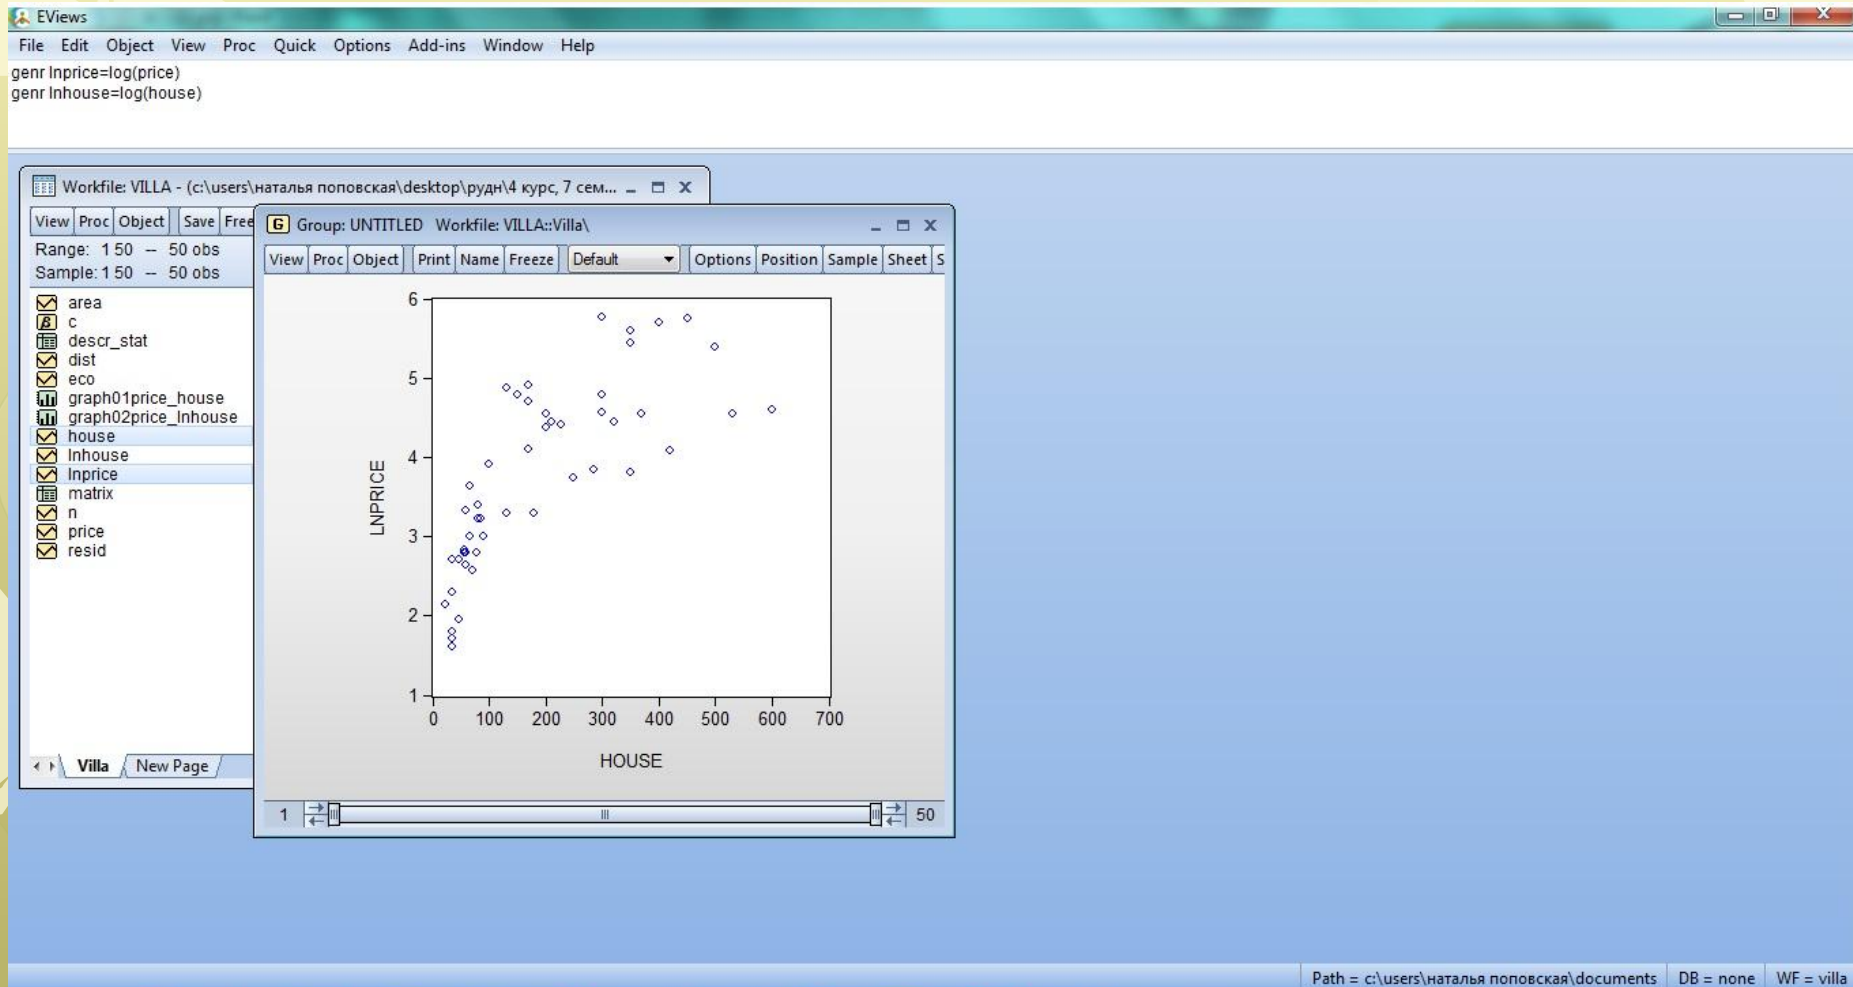 EViews
File Edit Object View Proc Quick Options Add-ins Window Help
genr lnprice=log(price)
genr lnhouse=log(house)
Workfile: VILLA - (c:\users\наталья поповская\desktop\рудн\4 курс, 7 сем...
View Proc Object Save Free
Range: 1 50 -- 50 obs
Sample: 1 50 -- 50 obs
area
c
descr_stat
dist
eco
graph01price_house
graph02price_lnhouse
house
lnhouse
lnprice
matrix
n
price
resid
Villa New Page
Group: UNTITLED Workfile: VILLA::Villa\
View Proc Object Print Name Freeze Default Options Position Sample Sheet S
6
5
4
3
2
1
LNPRICE
0 100 200 300 400 500 600 700
HOUSE
1 50
Path = c:\users\наталья поповская\documents DB = none WF = villa